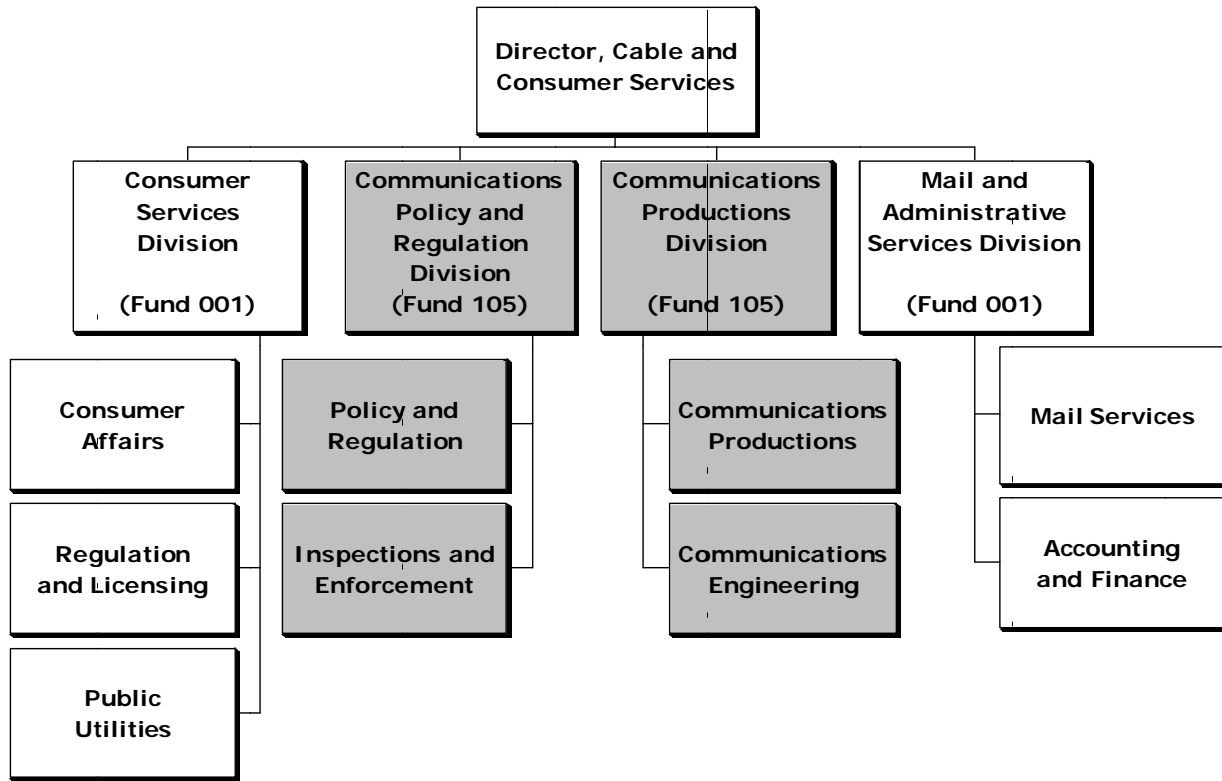 Director, Cable and
Consumer Services
Consumer
Services
Division
(Fund 001)
Communications
Policy and
Regulation
Division
(Fund 105)
Communications
Productions
Division
(Fund 105)
Mail and
Administrative
Services Division
(Fund 001)
Consumer
Affairs
Regulation
and Licensing
Public
Utilities
Policy and
Regulation
Inspections and
Enforcement
Communications
Productions
Communications
Engineering
Mail Services
Accounting
and Finance